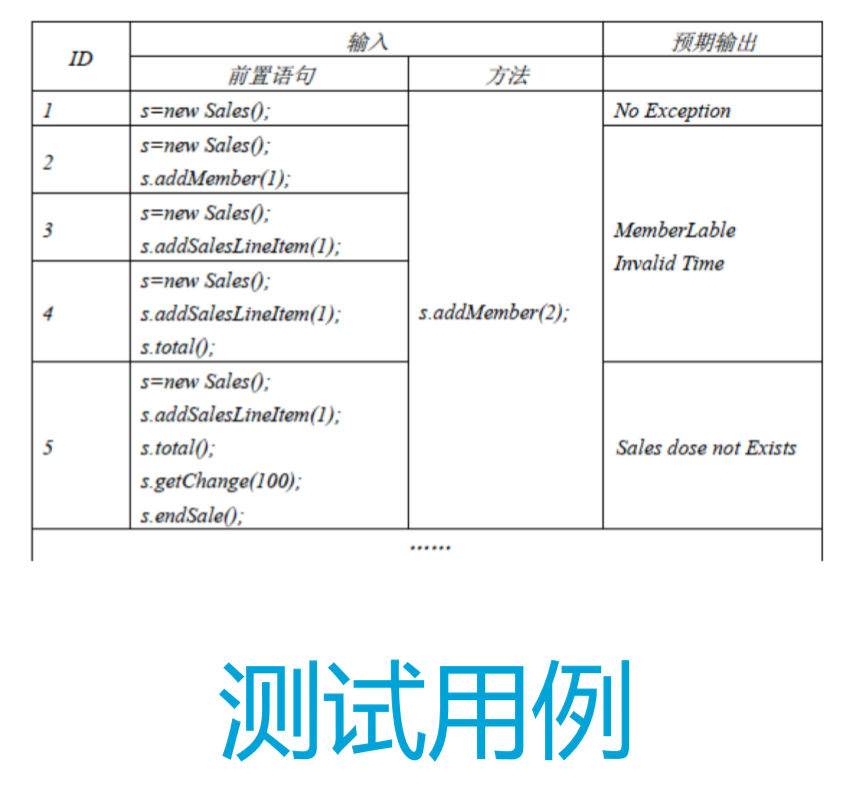 ID 输入 预期输出
前置语句 方法
1 s=new Sales(); No Exception
2 s=new Sales();
s.addMember(1);
3 s=new Sales();
s.addSalesLineItem(1);
MemberLable
Invalid Time
4 s=new Sales();
s.addSalesLineItem(1);
s.total();
s.addMember(2);
5 s=new Sales();
s.addSalesLineItem(1);
s.total();
s.getChange(100);
s.endSale();
Sales dose not Exists
......
测试用例